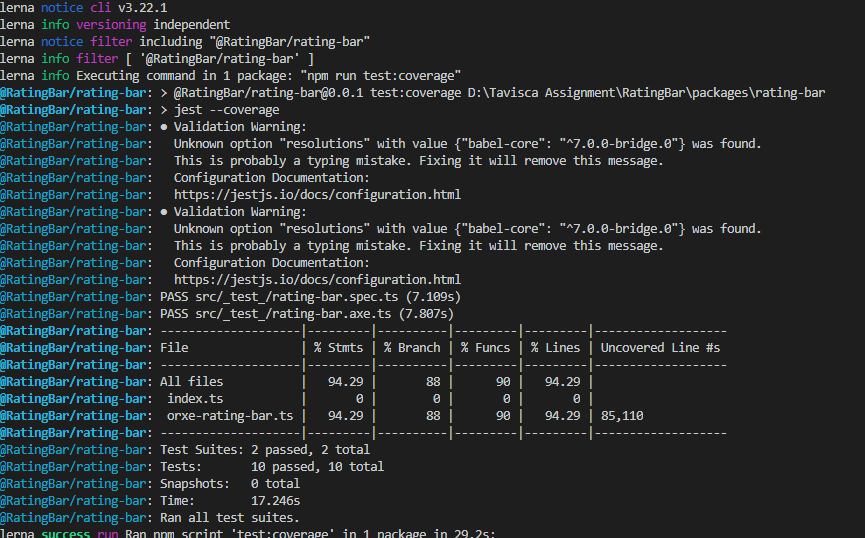 lerna notice cli v3.22.1
lerna info versioning independent
lerna notice filter including "@RatingBar/rating-bar"
lerna info filter [ '@RatingBar/rating-bar' ]
lerna info Executing command in 1 package: "npm run test:coverage"
@RatingBar/rating-bar: > @RatingBar/rating-bar@0.0.1 test:coverage D:\Tavisca Assignment\RatingBar\packages\rating-bar
@RatingBar/rating-bar: > jest --coverage
@RatingBar/rating-bar: ● Validation Warning:
@RatingBar/rating-bar:   Unknown option "resolutions" with value {"babel-core": "^7.0.0-bridge.0"} was found.
@RatingBar/rating-bar:   This is probably a typing mistake. Fixing it will remove this message.
@RatingBar/rating-bar:   Configuration Documentation:
@RatingBar/rating-bar:   https://jestjs.io/docs/configuration.html
@RatingBar/rating-bar: ● Validation Warning:
@RatingBar/rating-bar:   Unknown option "resolutions" with value {"babel-core": "^7.0.0-bridge.0"} was found.
@RatingBar/rating-bar:   This is probably a typing mistake. Fixing it will remove this message.
@RatingBar/rating-bar:   Configuration Documentation:
@RatingBar/rating-bar:   https://jestjs.io/docs/configuration.html
@RatingBar/rating-bar: PASS src/_test_/rating-bar.spec.ts (7.109s)
@RatingBar/rating-bar: PASS src/_test_/rating-bar.axe.ts (7.807s)
@RatingBar/rating-bar: --------------------|---------|----------|---------|---------|-------------------
@RatingBar/rating-bar: File                | % Stmts | % Branch | % Funcs | % Lines | Uncovered Line #s
@RatingBar/rating-bar: --------------------|---------|----------|---------|---------|-------------------
@RatingBar/rating-bar: All files           |   94.29 |       88 |      90 |   94.29 |
@RatingBar/rating-bar:  index.ts           |       0 |        0 |       0 |       0 |
@RatingBar/rating-bar:  orxe-rating-bar.ts |   94.29 |       88 |      90 |   94.29 | 85,110
@RatingBar/rating-bar: --------------------|---------|----------|---------|---------|-------------------
@RatingBar/rating-bar: Test Suites: 2 passed, 2 total
@RatingBar/rating-bar: Tests:       10 passed, 10 total
@RatingBar/rating-bar: Snapshots:   0 total
@RatingBar/rating-bar: Time:        17.246s
@RatingBar/rating-bar: Ran all test suites.
lerna success run Ran npm script 'test:coverage' in 1 package in 29.2s: